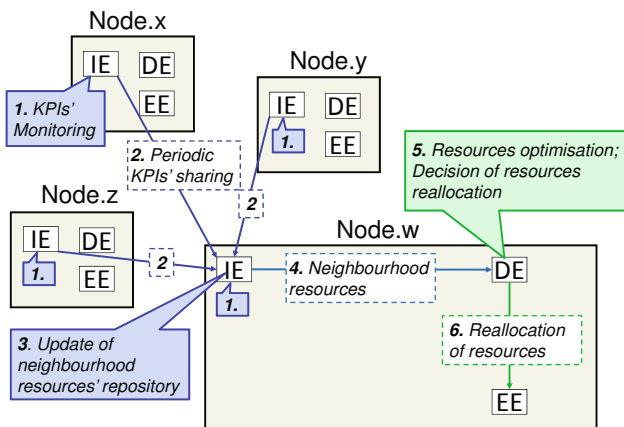 Node.x
IE
DE
EE
1. KPIs'
Monitoring
Node.y
IE
DE
EE
1.
2. Periodic
KPIs' sharing
2
5. Resources optimisation;
Decision of resources
reallocation
Node.z
IE
DE
EE
1.
2
Node.w
IE
1.
4. Neighbourhood
resources
DE
3. Update of
neighbourhood
resources' repository
6. Reallocation
of resources
EE